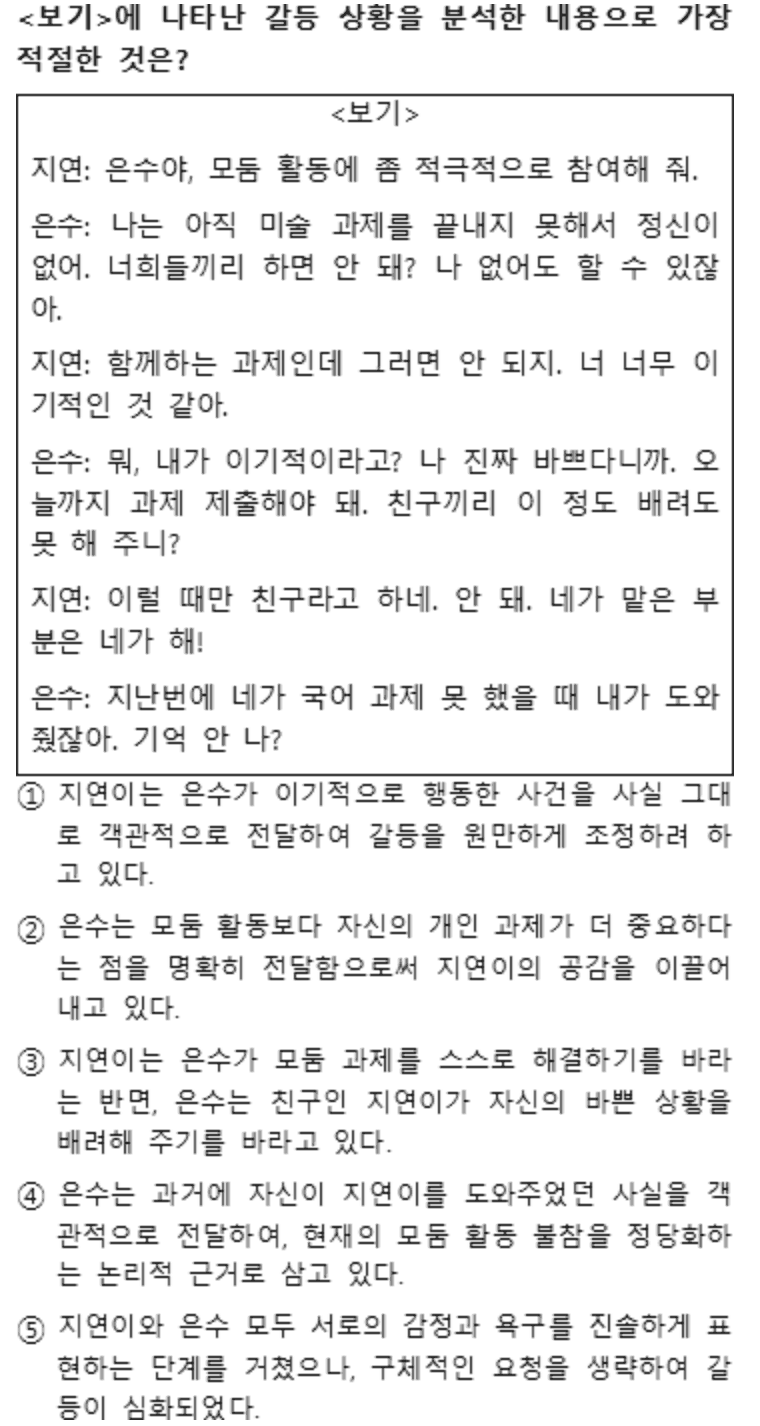 <보기>에 나타난 갈등 상황을 분석한 내용으로 가장
적절한 것은?
<보기>
지연: 은수야, 모둠 활동에 좀 적극적으로 참여해 줘.
은수: 나는 아직 미술 과제를 끝내지 못해서 정신이
없어. 너희들끼리 하면 안 돼? 나 없어도 할 수 있잖
아.
지연: 함께하는 과제인데 그러면 안 되지. 너 너무 이
기적인 것 같아.
은수: 뭐, 내가 이기적이라고? 나 진짜 바쁘다니까. 오
늘까지 과제 제출해야 돼. 친구끼리 이 정도 배려도
못 해 주니?
지연: 이럴 때만 친구라고 하네. 안 돼. 네가 맡은 부
분은 네가 해!
은수: 지난번에 네가 국어 과제 못 했을 때 내가 도와
줬잖아. 기억 안 나?
① 지연이는 은수가 이기적으로 행동한 사건을 사실 그대
로 객관적으로 전달하여 갈등을 원만하게 조정하려 하
고 있다.
② 은수는 모둠 활동보다 자신의 개인 과제가 더 중요하다
는 점을 명확히 전달함으로써 지연이의 공감을 이끌어
내고 있다.
③ 지연이는 은수가 모둠 과제를 스스로 해결하기를 바라
는 반면, 은수는 친구인 지연이가 자신의 바쁜 상황을
배려해 주기를 바라고 있다.
④ 은수는 과거에 자신이 지연이를 도와주었던 사실을 객
관적으로 전달하여, 현재의 모둠 활동 불참을 정당화하
는 논리적 근거로 삼고 있다.
⑤ 지연이와 은수 모두 서로의 감정과 욕구를 진솔하게 표
현하는 단계를 거쳤으나, 구체적인 요청을 생략하여 갈
등이 심화되었다.